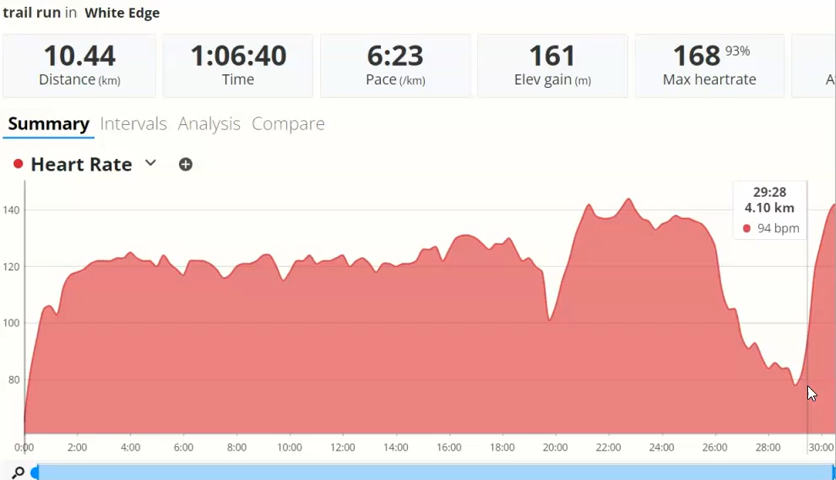 trail run in White Edge
10.44 1:06:40 6:23 161 168 93%
Distance (km) Time Pace (/km) Elev gain (m) Max heartrate
Summary Intervals Analysis Compare
Heart Rate
29:28
4.10 km
94 bpm
140
120
100
80
0:00 2:00 4:00 6:00 8:00 10:00 12:00 14:00 16:00 18:00 20:00 22:00 24:00 26:00 28:00 30:00